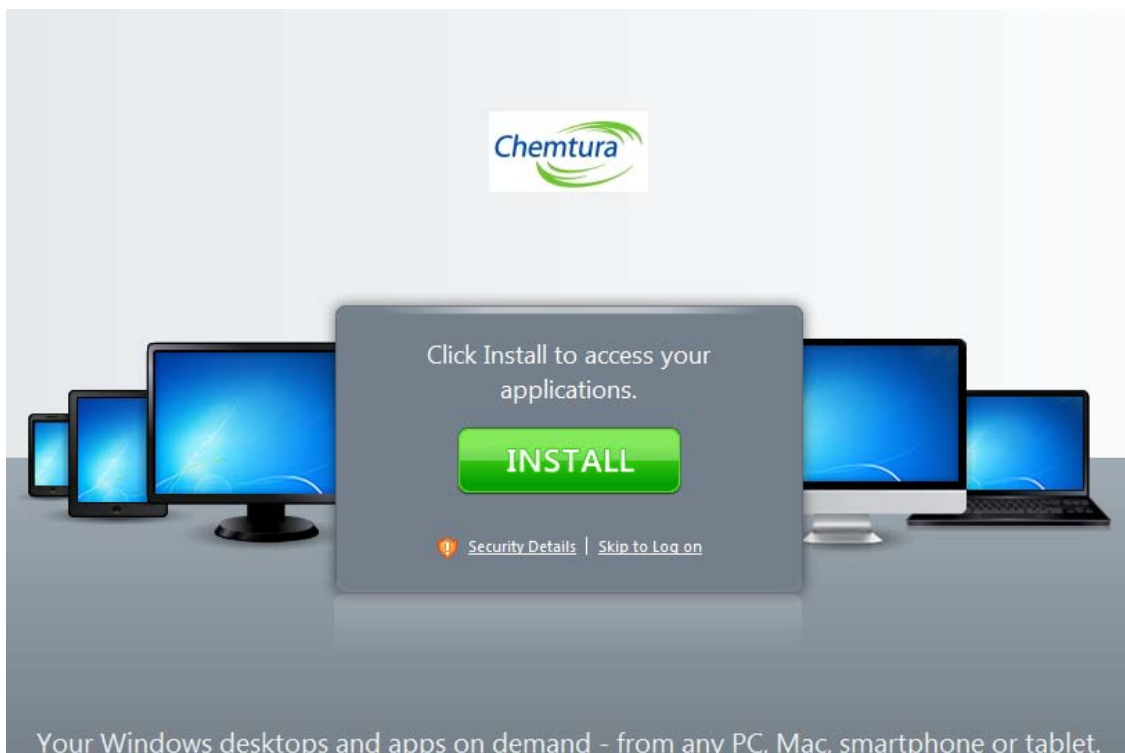 Chemtura
Click Install to access your
applications.
INSTALL
Security Details | Skip to Log on
Your Windows desktops and apps on demand - from any PC, Mac, smartphone or tablet.